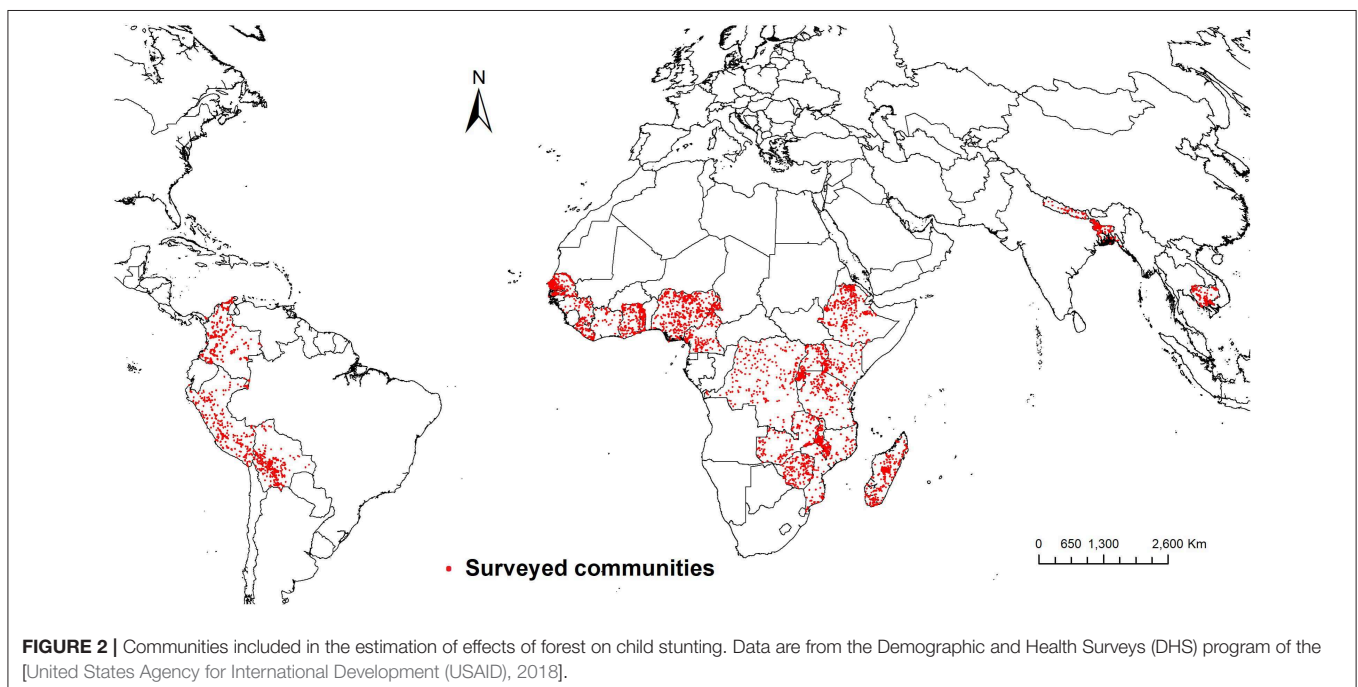 N
0 650 1,300 2,600 Km
Surveyed communities
FIGURE 2 | Communities included in the estimation of effects of forest on child stunting. Data are from the Demographic and Health Surveys (DHS) program of the
[United States Agency for International Development (USAID), 2018].